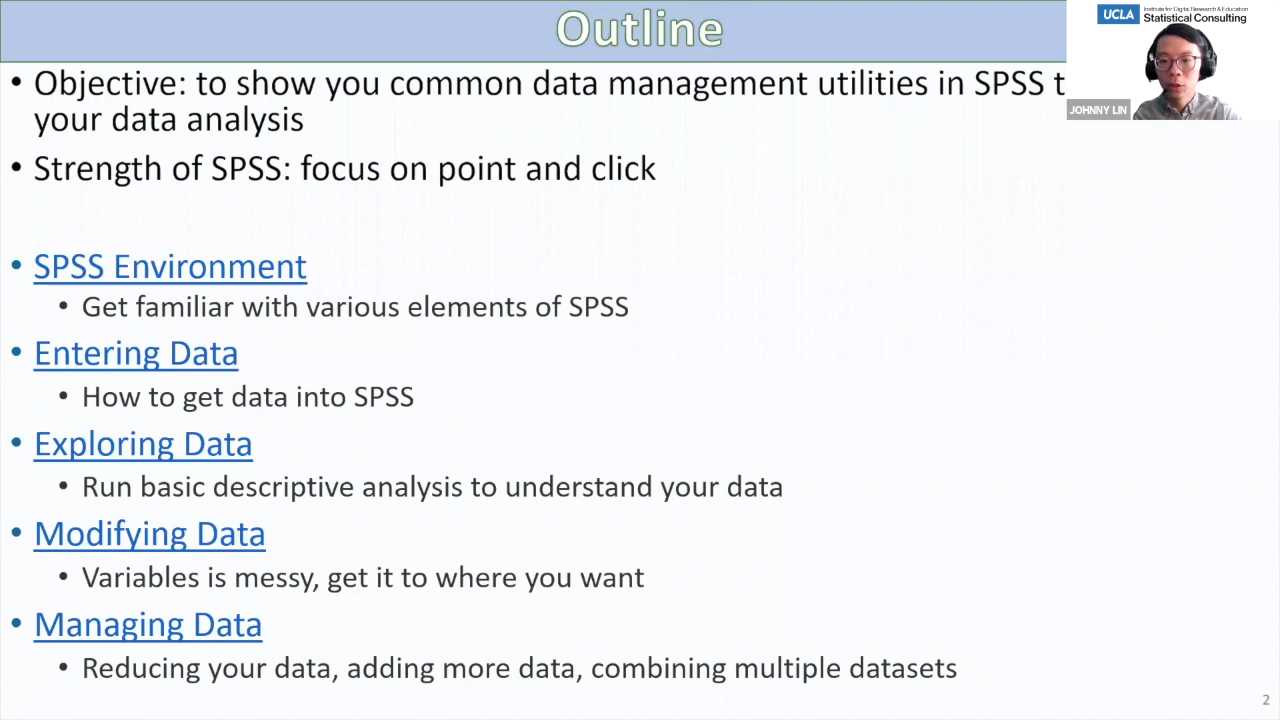 Outline
UCLA Institute for Digital Research & Education
Statistical Consulting
JOHNNY LIN
• Objective: to show you common data management utilities in SPSS
your data analysis
• Strength of SPSS: focus on point and click
• SPSS Environment
• Get familiar with various elements of SPSS
• Entering Data
• How to get data into SPSS
• Exploring Data
• Run basic descriptive analysis to understand your data
• Modifying Data
• Variables is messy, get it to where you want
• Managing Data
• Reducing your data, adding more data, combining multiple datasets
2